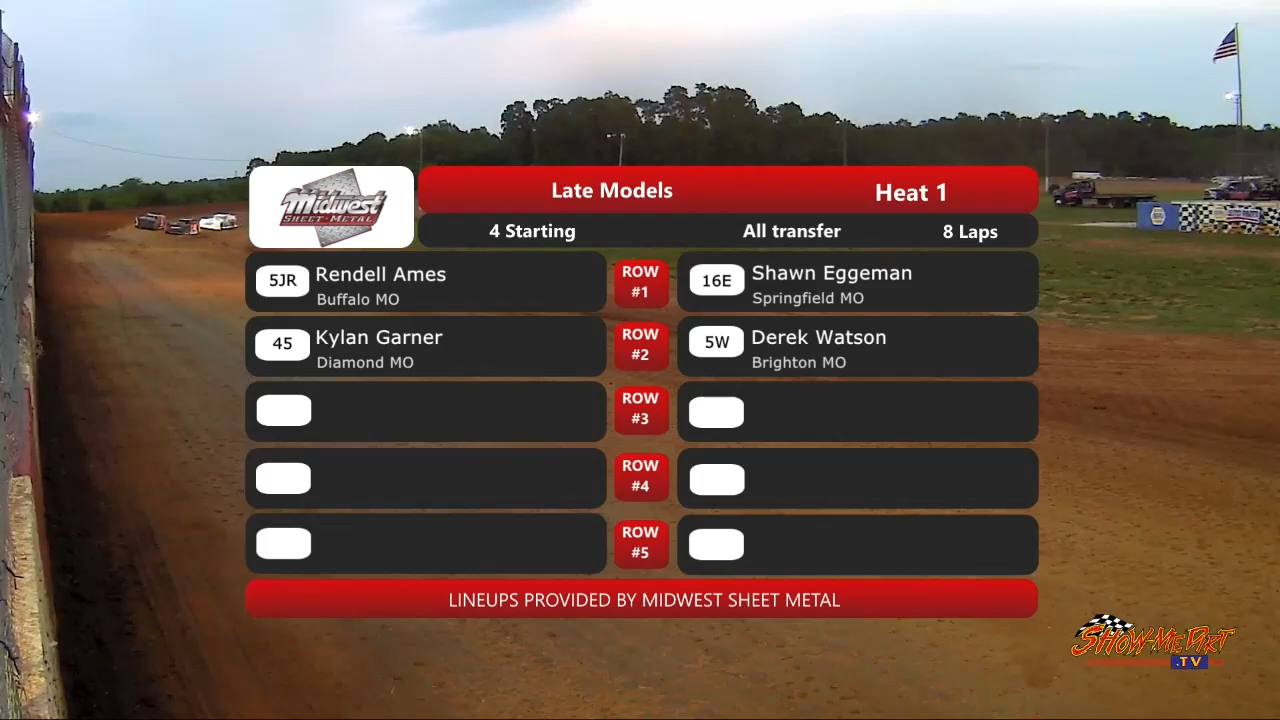 Midwest
SHEET METAL
Late Models
Heat 1
4 Starting
All transfer
8 Laps
5JR
Rendell Ames
Buffalo MO
ROW
#1
16E
Shawn Eggeman
Springfield MO
45
Kylan Garner
Diamond MO
ROW
#2
5W
Derek Watson
Brighton MO
ROW
#3
ROW
#4
ROW
#5
LINEUPS PROVIDED BY MIDWEST SHEET METAL
SHOW-ME DIRT
.TV